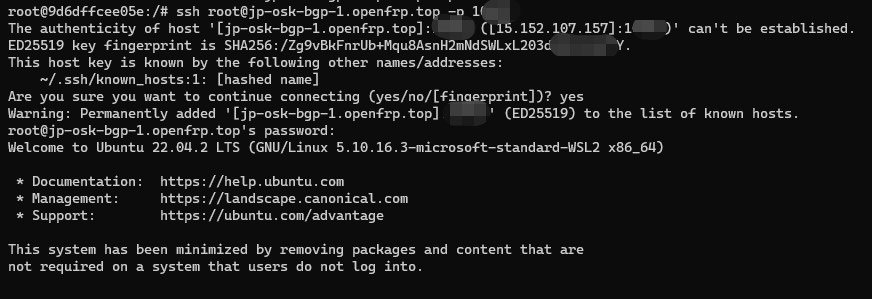 root@9d6dffcee05e:/# ssh root@jp-osk-bgp-1.openfrp.top -p 10
The authenticity of host '[jp-osk-bgp-1.openfrp.top]: ([15.152.107.157]:1 )' can't be established.
ED25519 key fingerprint is SHA256:/Zg9vBkFnrUb+Mqu8AsnH2mNdSWLxL203d Y.
This host key is known by the following other names/addresses:
    ~/.ssh/known_hosts:1: [hashed name]
Are you sure you want to continue connecting (yes/no/[fingerprint])? yes
Warning: Permanently added '[jp-osk-bgp-1.openfrp.top] ' (ED25519) to the list of known hosts.
root@jp-osk-bgp-1.openfrp.top's password:
Welcome to Ubuntu 22.04.2 LTS (GNU/Linux 5.10.16.3-microsoft-standard-WSL2 x86_64)

 * Documentation:  https://help.ubuntu.com
 * Management:     https://landscape.canonical.com
 * Support:        https://ubuntu.com/advantage

This system has been minimized by removing packages and content that are
not required on a system that users do not log into.